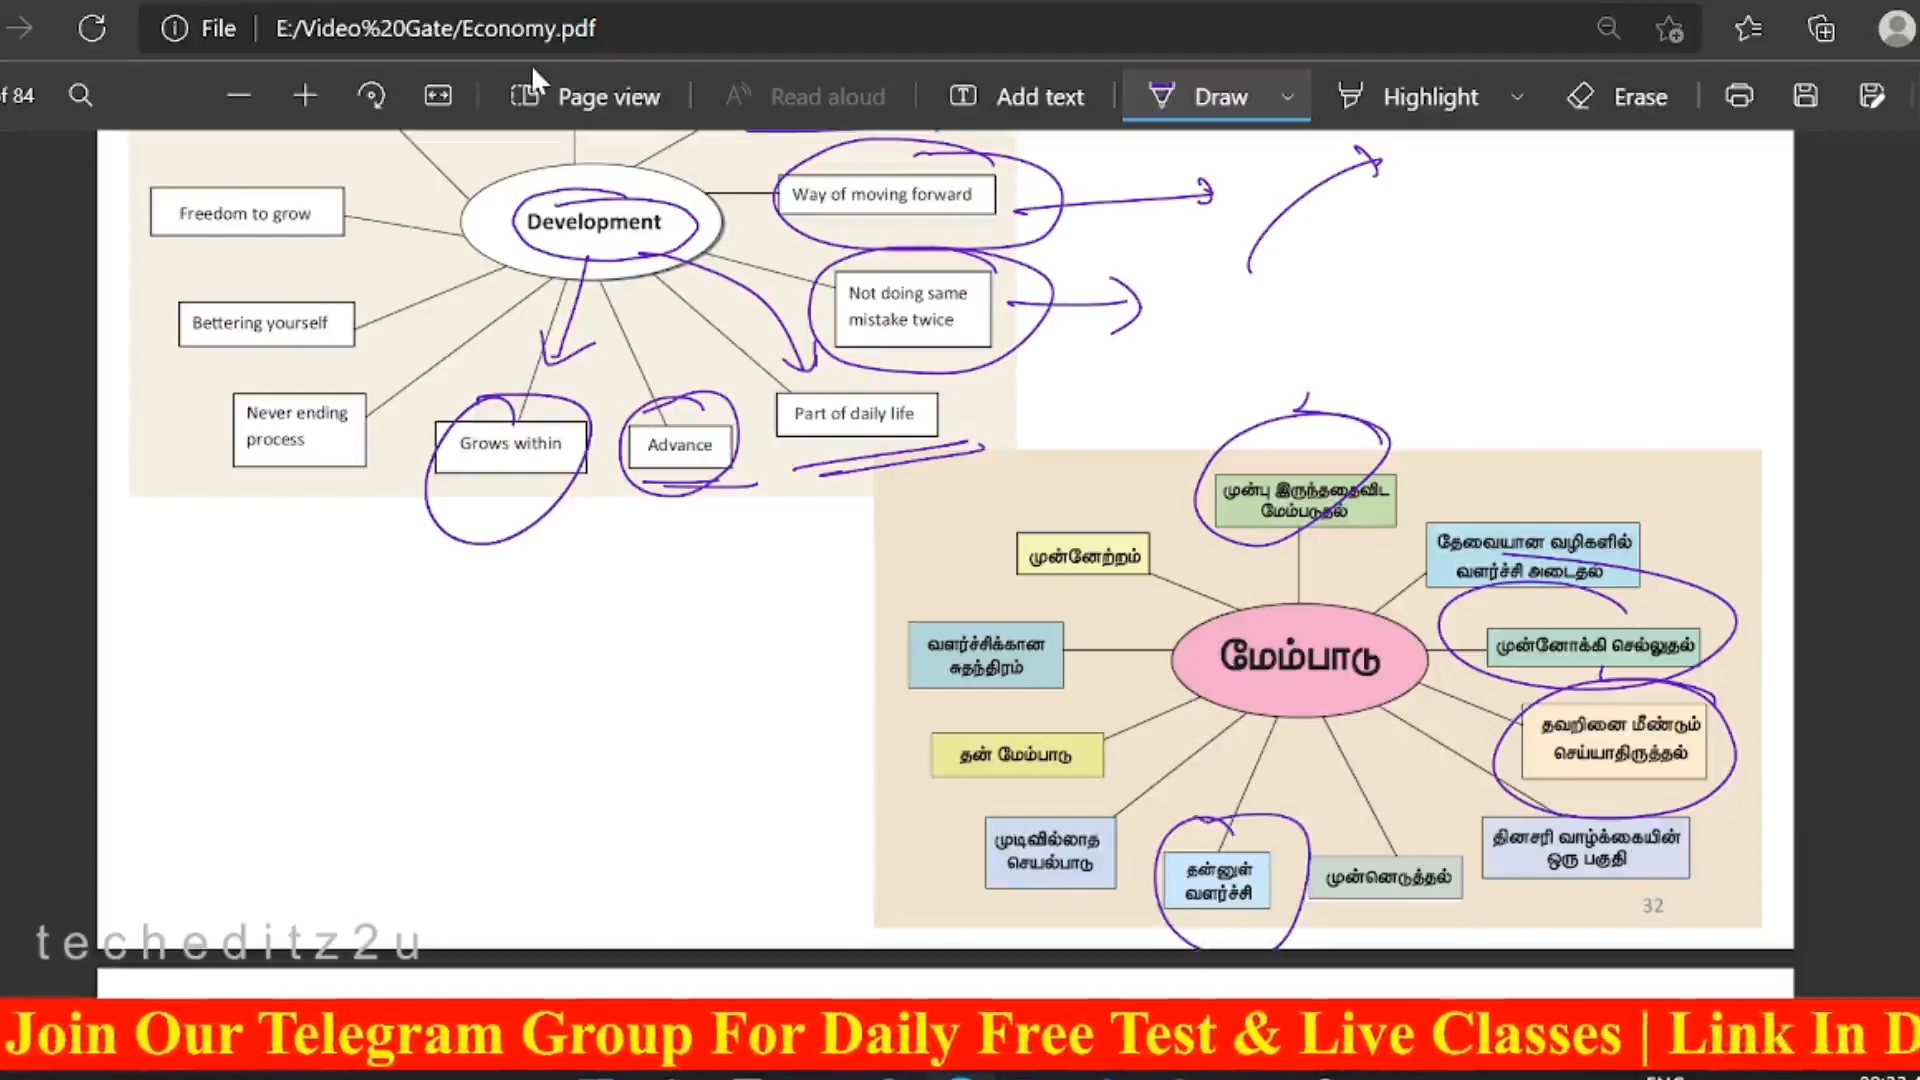 File
E:/Video%20Gate/Economy.pdf
f 84
Page view
Read aloud
Add text
Draw
Highlight
Erase
Way of moving forward
Freedom to grow
Development
Not doing same
mistake twice
Bettering yourself
Never ending
process
Grows within
Advance
Part of daily life
முன்பு இருந்ததைவிட
மேம்படுதல்
தேவையான வழிகளில்
வளர்ச்சி அடைதல்
முன்னேற்றம்
வளர்ச்சிக்கான
சுதந்திரம்
மேம்பாடு
முன்னோக்கி செல்லுதல்
தவறினை மீண்டும்
செய்யாதிருத்தல்
தன் மேம்பாடு
முடிவில்லாத
செயல்பாடு
தன்னுள்
வளர்ச்சி
முன்னெடுத்தல்
தினசரி வாழ்க்கையின்
ஒரு பகுதி
32
techeditz2u
Join Our Telegram Group For Daily Free Test & Live Classes | Link In D